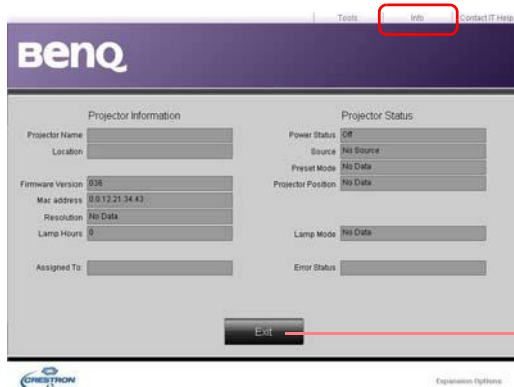 Tools Info Contact IT Help
BenQ
Projector Information
Projector Name
Location
Firmware Version 036
Mac address 0.0.12.21.34.43
Resolution No Data
Lamp Hours 0
Assigned To:
Projector Status
Power Status Off
Source No Source
Preset Mode No Data
Projector Position No Data
Lamp Mode No Data
Error Status
Exit
CRESTRON
Expansion Options